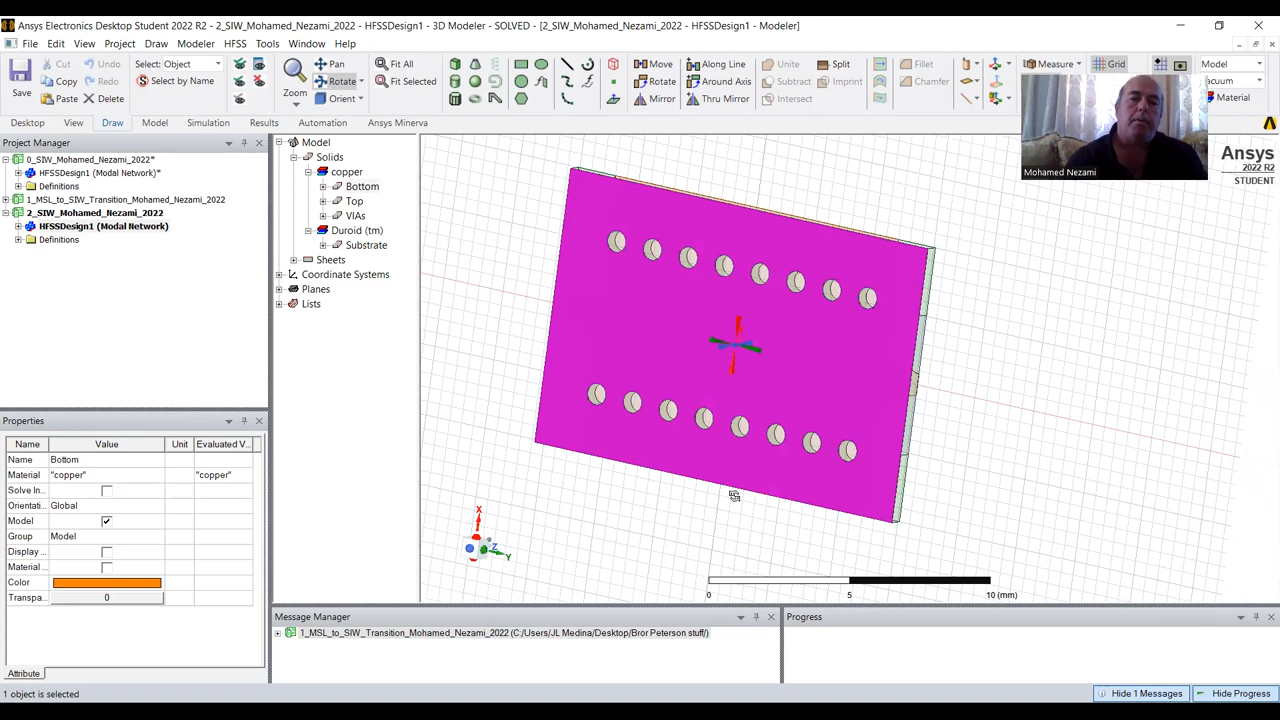 Ansys Electronics Desktop Student 2022 R2 - 2_SIW_Mohamed_Nezami_2022 - HFSSDesign1 - 3D Modeler - SOLVED - [2_SIW_Mohamed_Nezami_2022 - HFSSDesign1 - Modeler]
File Edit View Project Draw Modeler HFSS Tools Window Help
Save
Cut Undo
Copy Redo
Paste Delete
Select: Object
Select by Name
Zoom
Pan
Rotate
Orient
Fit All
Fit Selected
Move Along Line
Rotate Around Axis
Mirror Thru Mirror
Unite Split
Subtract Imprint
Intersect
Fillet
Chamfer
Measure Grid
Model
Material
Desktop View Draw Model Simulation Results Automation Ansys Minerva
Project Manager
0_SIW_Mohamed_Nezami_2022*
HFSSDesign1 (Modal Network)*
Definitions
1_MSL_to_SIW_Transition_Mohamed_Nezami_2022
2_SIW_Mohamed_Nezami_2022
HFSSDesign1 (Modal Network)
Definitions
Model
Solids
copper
Bottom
Top
VIAs
Duroid (tm)
Substrate
Sheets
Coordinate Systems
Planes
Lists
Mohamed Nezami
Ansys
2022 R2
STUDENT
Properties
Name Value Unit Evaluated V...
Name Bottom
Material "copper" "copper"
Solve In...
Orientati... Global
Model
Group Model
Display ...
Material ...
Color
Transpa... 0
Attribute
X
Z
Y
0 5 10 (mm)
Message Manager
1_MSL_to_SIW_Transition_Mohamed_Nezami_2022 (C:/Users/JL Medina/Desktop/Bror Peterson stuff/)
Progress
1 object is selected
Hide 1 Messages Hide Progress